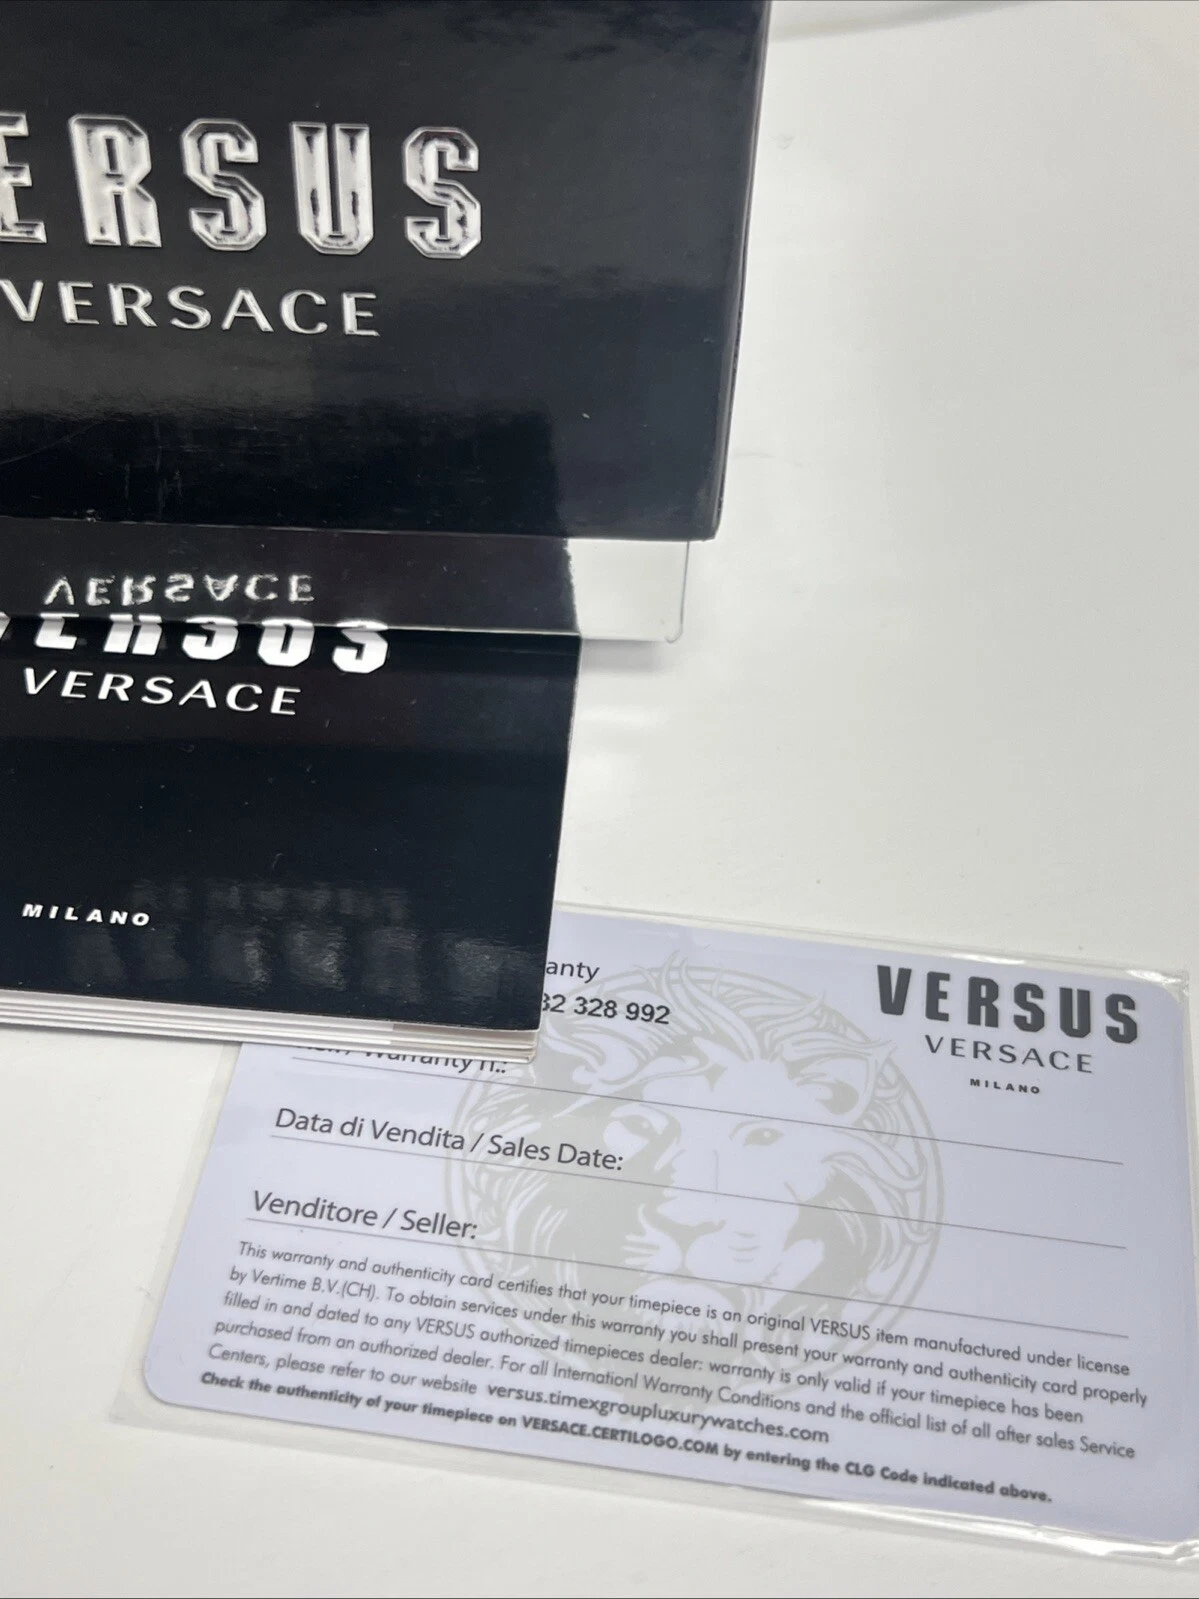 ERSUS
VERSACE
VERSACE
VERSUS
VERSACE
MILANO
anty
32 328 992
VERSUS
VERSACE
MILANO
Warranty n.:
Data di Vendita / Sales Date:
Venditore / Seller:
This warranty and authenticity card certifies that your timepiece is an original VERSUS item manufactured under license
by Vertime B.V.(CH). To obtain services under this warranty you shall present your warranty and authenticity card properly
filled in and dated to any VERSUS authorized timepieces dealer: warranty is only valid if your timepiece has been
purchased from an authorized dealer. For all Internationl Warranty Conditions and the official list of all after sales Service
Centers, please refer to our website versus.timexgroupluxurywatches.com
Check the authenticity of your timepiece on VERSACE.CERTILOGO.COM by entering the CLG Code indicated above.